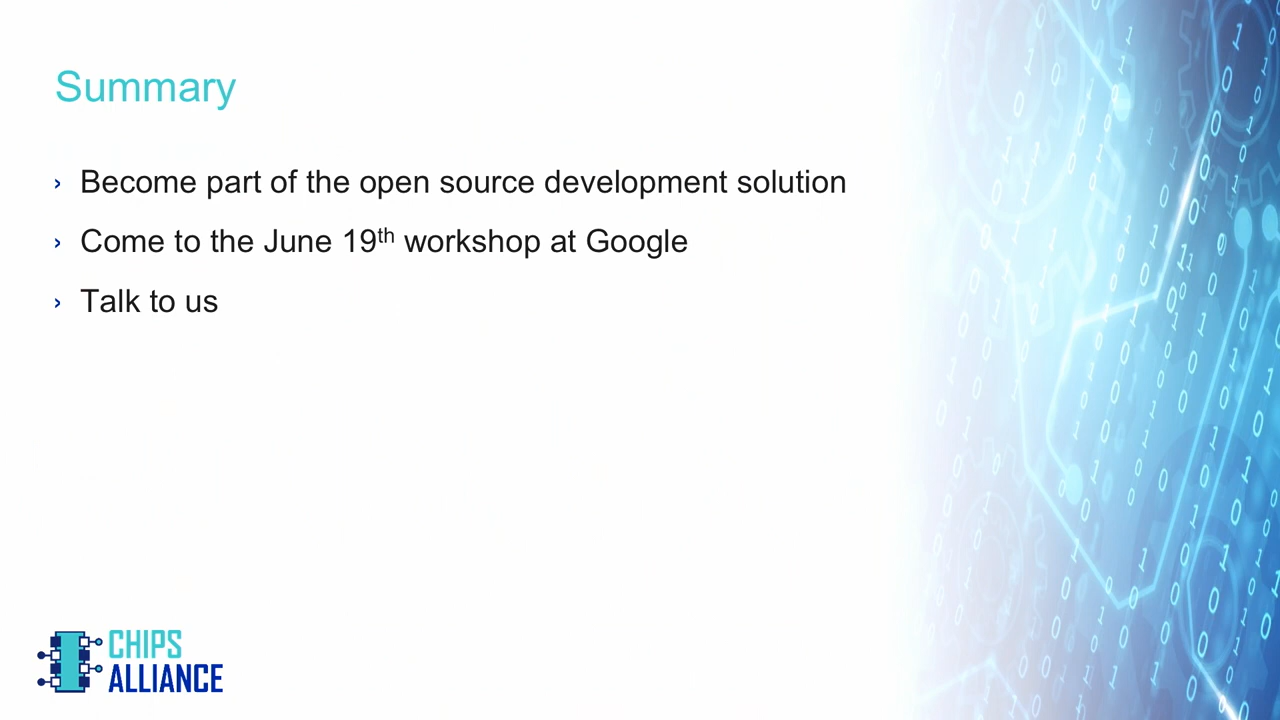 Summary
› Become part of the open source development solution
› Come to the June 19th workshop at Google
› Talk to us
CHIPS
ALLIANCE